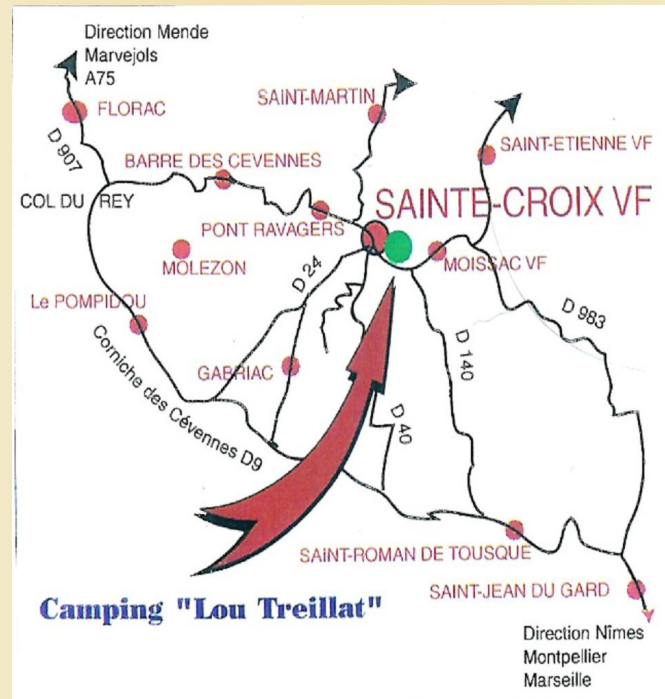 Direction Mende
Marvejols
A75
FLORAC
SAINT-MARTIN
SAINT-ETIENNE VF
D 907
BARRE DES CEVENNES
COL DU REY
SAINTE-CROIX VF
PONT RAVAGERS
MOLEZON
MOISSAC VF
D 24
Le POMPIDOU
D 983
Corniche des Cévennes D9
GABRIAC
D 140
D 40
SAINT-ROMAN DE TOUSQUE
SAINT-JEAN DU GARD
Camping "Lou Treillat"
Direction Nîmes
Montpellier
Marseille